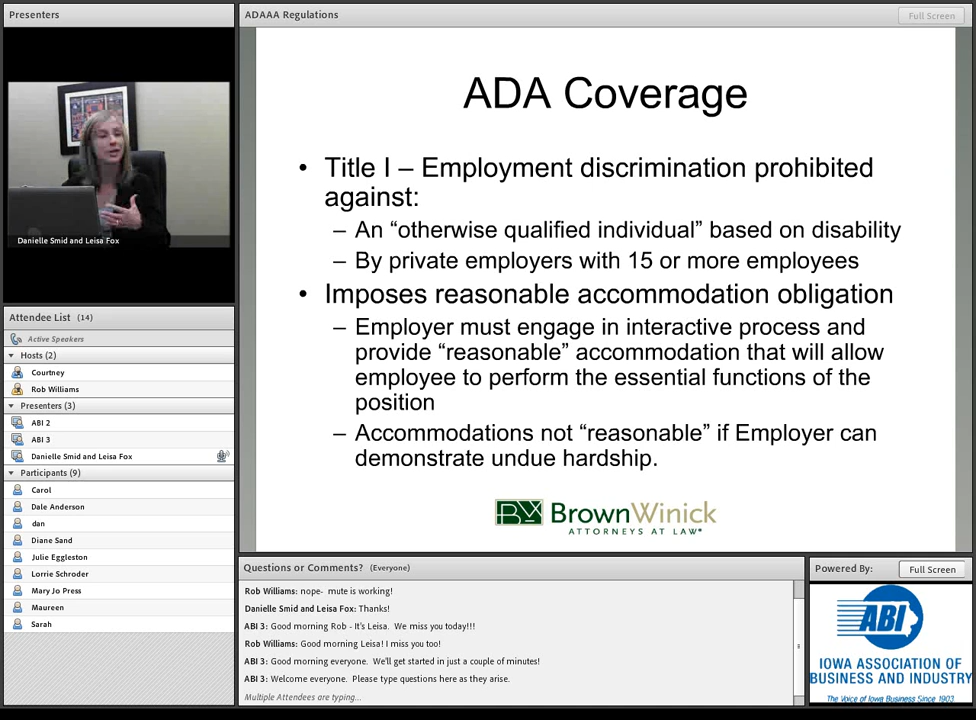 Presenters
Danielle Smid and Leisa Fox
Attendee List (14)
Active Speakers
Hosts (2)
Courtney
Rob Williams
Presenters (3)
ABI 2
ABI 3
Danielle Smid and Leisa Fox
Participants (9)
Carol
Dale Anderson
dan
Diane Sand
Julie Eggleston
Lorrie Schroder
Mary Jo Press
Maureen
Sarah
ADAAA Regulations
Full Screen
ADA Coverage
• Title I – Employment discrimination prohibited
against:
– An “otherwise qualified individual” based on disability
– By private employers with 15 or more employees
• Imposes reasonable accommodation obligation
– Employer must engage in interactive process and
provide “reasonable” accommodation that will allow
employee to perform the essential functions of the
position
– Accommodations not “reasonable” if Employer can
demonstrate undue hardship.
BrownWinick
ATTORNEYS AT LAW®
Questions or Comments? (Everyone)
Rob Williams: nope- mute is working!
Danielle Smid and Leisa Fox: Thanks!
ABI 3: Good morning Rob - It's Leisa. We miss you today!!!
Rob Williams: Good morning Leisa! I miss you too!
ABI 3: Good morning everyone. We'll get started in just a couple of minutes!
ABI 3: Welcome everyone. Please type questions here as they arise.
Multiple Attendees are typing...
Powered By:
Full Screen
ABI
IOWA ASSOCIATION OF
BUSINESS AND INDUSTRY
The Voice of Iowa Business Since 1903.